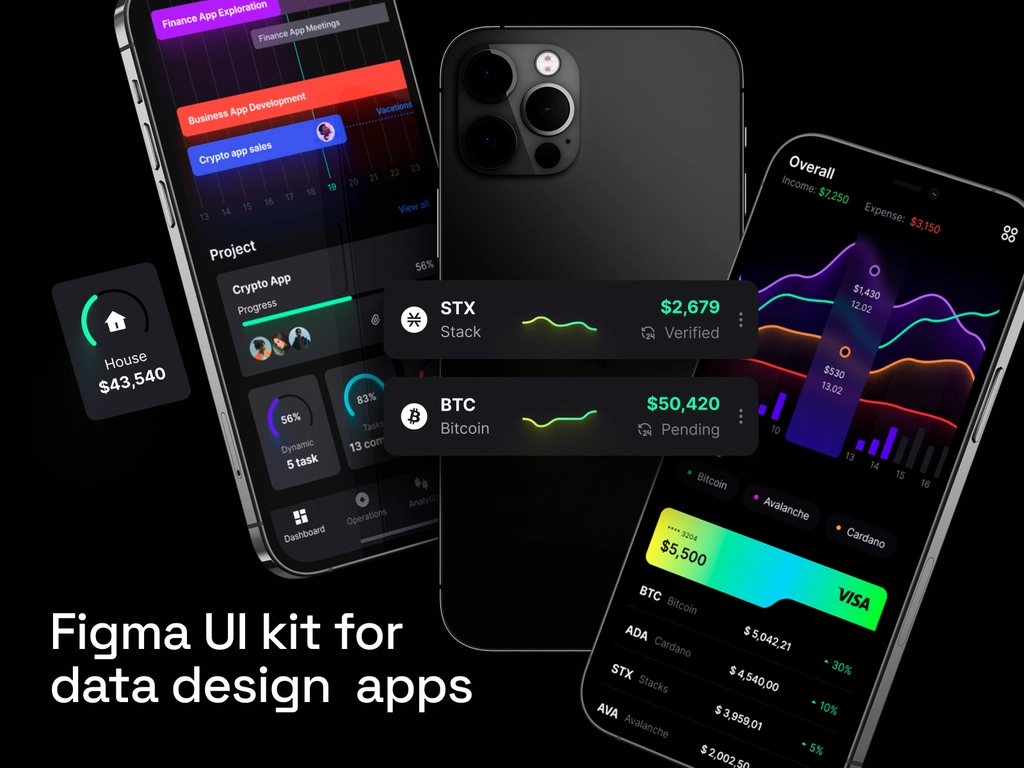 Finance App Exploration
Finance App Meetings
Business App Development
Vacations
Crypto app sales
13 14 15 16 17 18 19 20 21 22 23
View all
Project
Crypto App
56%
Progress
56%
Dynamic
5 task
83%
Tasks
13 com
Dashboard
Operations
Analytic
House
$43,540
STX
Stack
$2,679
24 Verified
BTC
Bitcoin
$50,420
24 Pending
Overall
Income: $7,250
Expense: $3,150
$1,430
12.02
$530
13.02
10
13 14 15 16
Bitcoin
Avalanche
Cardano
**** 3204
$5,500
VISA
BTC Bitcoin $ 5,042,21 30%
ADA Cardano $ 4,540,00 10%
STX Stacks $ 3,959,01 5%
AVA Avalanche $ 2,002,50
Figma UI kit for
data design apps